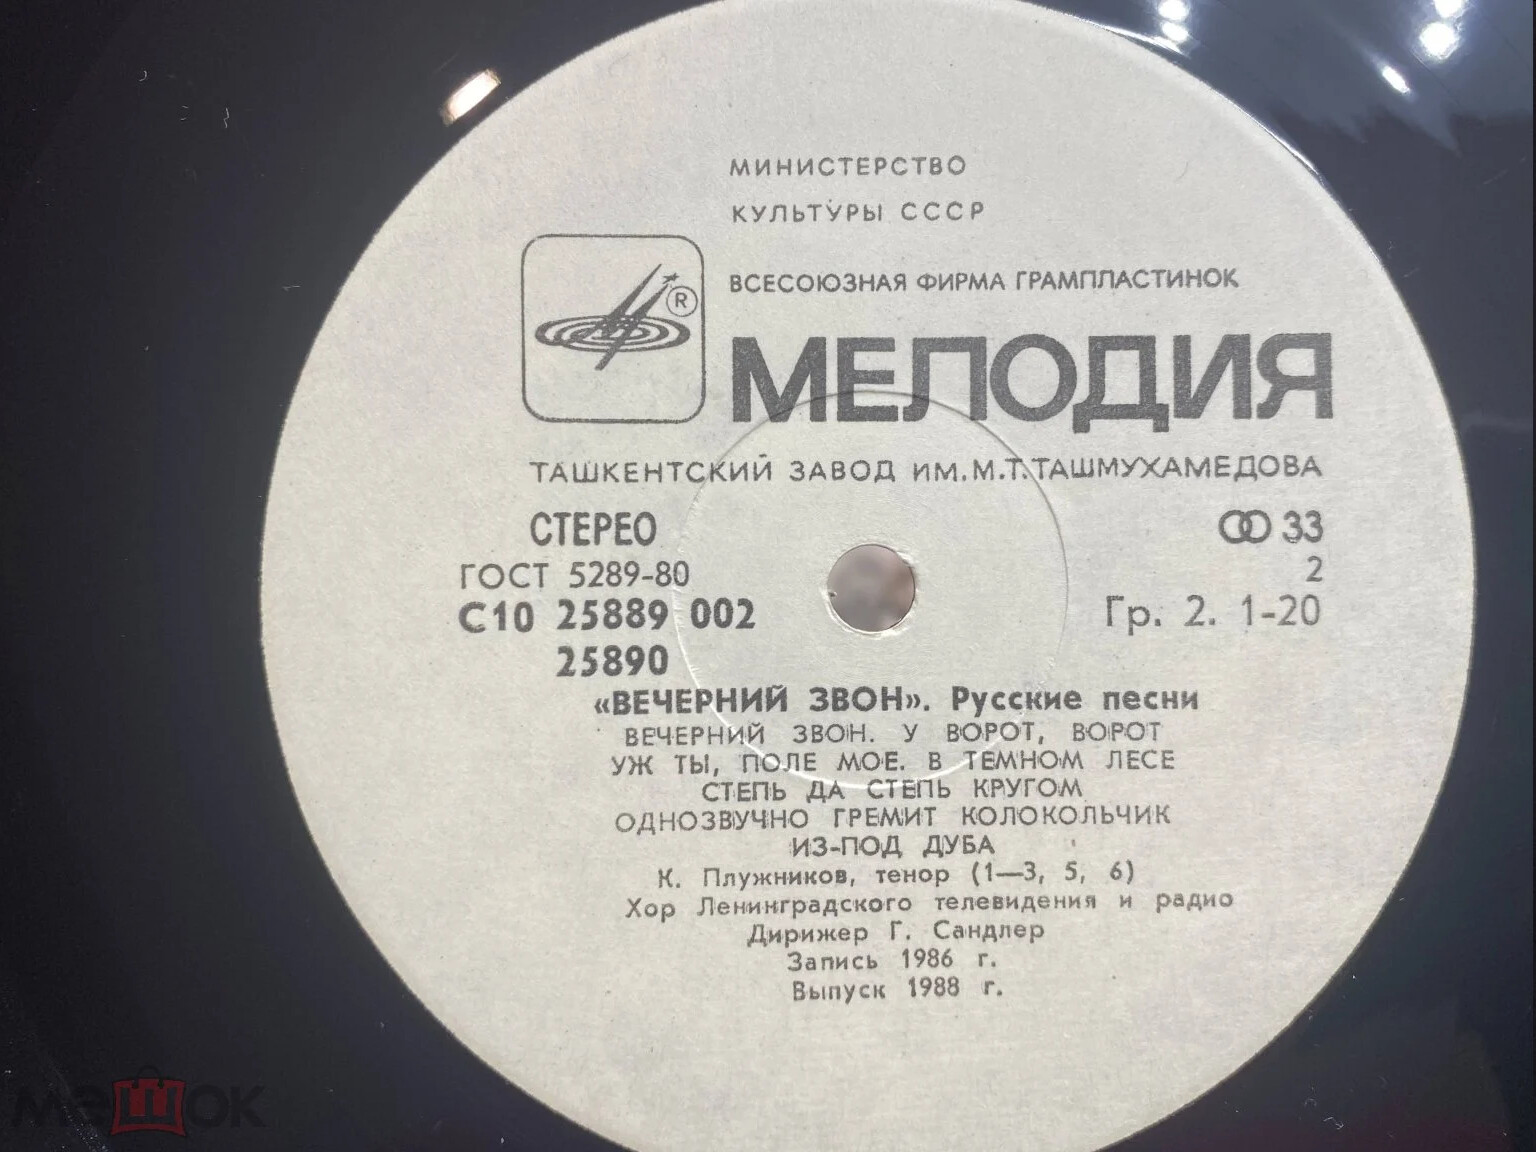 МИНИСТЕРСТВО
КУЛЬТУРЫ СССР
ВСЕСОЮЗНАЯ ФИРМА ГРАМПЛАСТИНОК
®
МЕЛОДИЯ
ТАШКЕНТСКИЙ ЗАВОД ИМ. М.Т. ТАШМУХАМЕДОВА
СТЕРЕО
33
ГОСТ 5289-80
2
С10 25889 002
Гр. 2. 1-20
25890
«ВЕЧЕРНИЙ ЗВОН». Русские песни
ВЕЧЕРНИЙ ЗВОН. У ВОРОТ, ВОРОТ
УЖ ТЫ, ПОЛЕ МОЕ. В ТЕМНОМ ЛЕСЕ
СТЕПЬ ДА СТЕПЬ КРУГОМ
ОДНОЗВУЧНО ГРЕМИТ КОЛОКОЛЬЧИК
ИЗ-ПОД ДУБА
К. Плужников, тенор (1—3, 5, 6)
Хор Ленинградского телевидения и радио
Дирижер Г. Сандлер
Запись 1986 г.
Выпуск 1988 г.
мешок